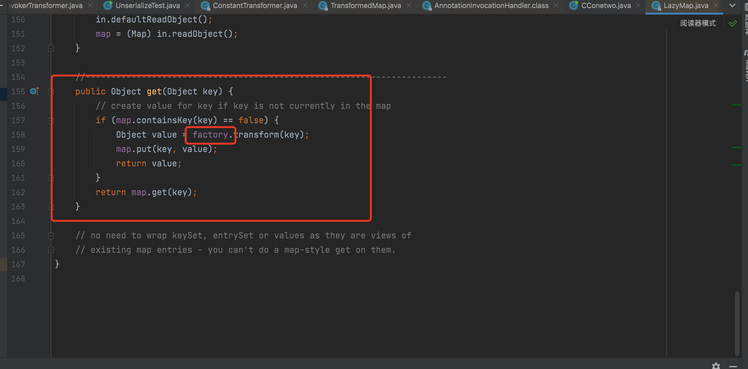 vokerTransformer.java UnserializeTest.java ConstantTransformer.java TransformedMap.java AnnotationInvocationHandler.class CConetwo.java LazyMap.java
阅读器模式
150 in.defaultReadObject();
151 map = (Map) in.readObject();
152 }
153
154 //-----------------------------------------------------------------------
155 public Object get(Object key) {
156 // create value for key if key is not currently in the map
157 if (map.containsKey(key) == false) {
158 Object value = factory.transform(key);
159 map.put(key, value);
160 return value;
161 }
162 return map.get(key);
163 }
164
165 // no need to wrap keySet, entrySet or values as they are views of
166 // existing map entries - you can't do a map-style get on them.
167 }
168